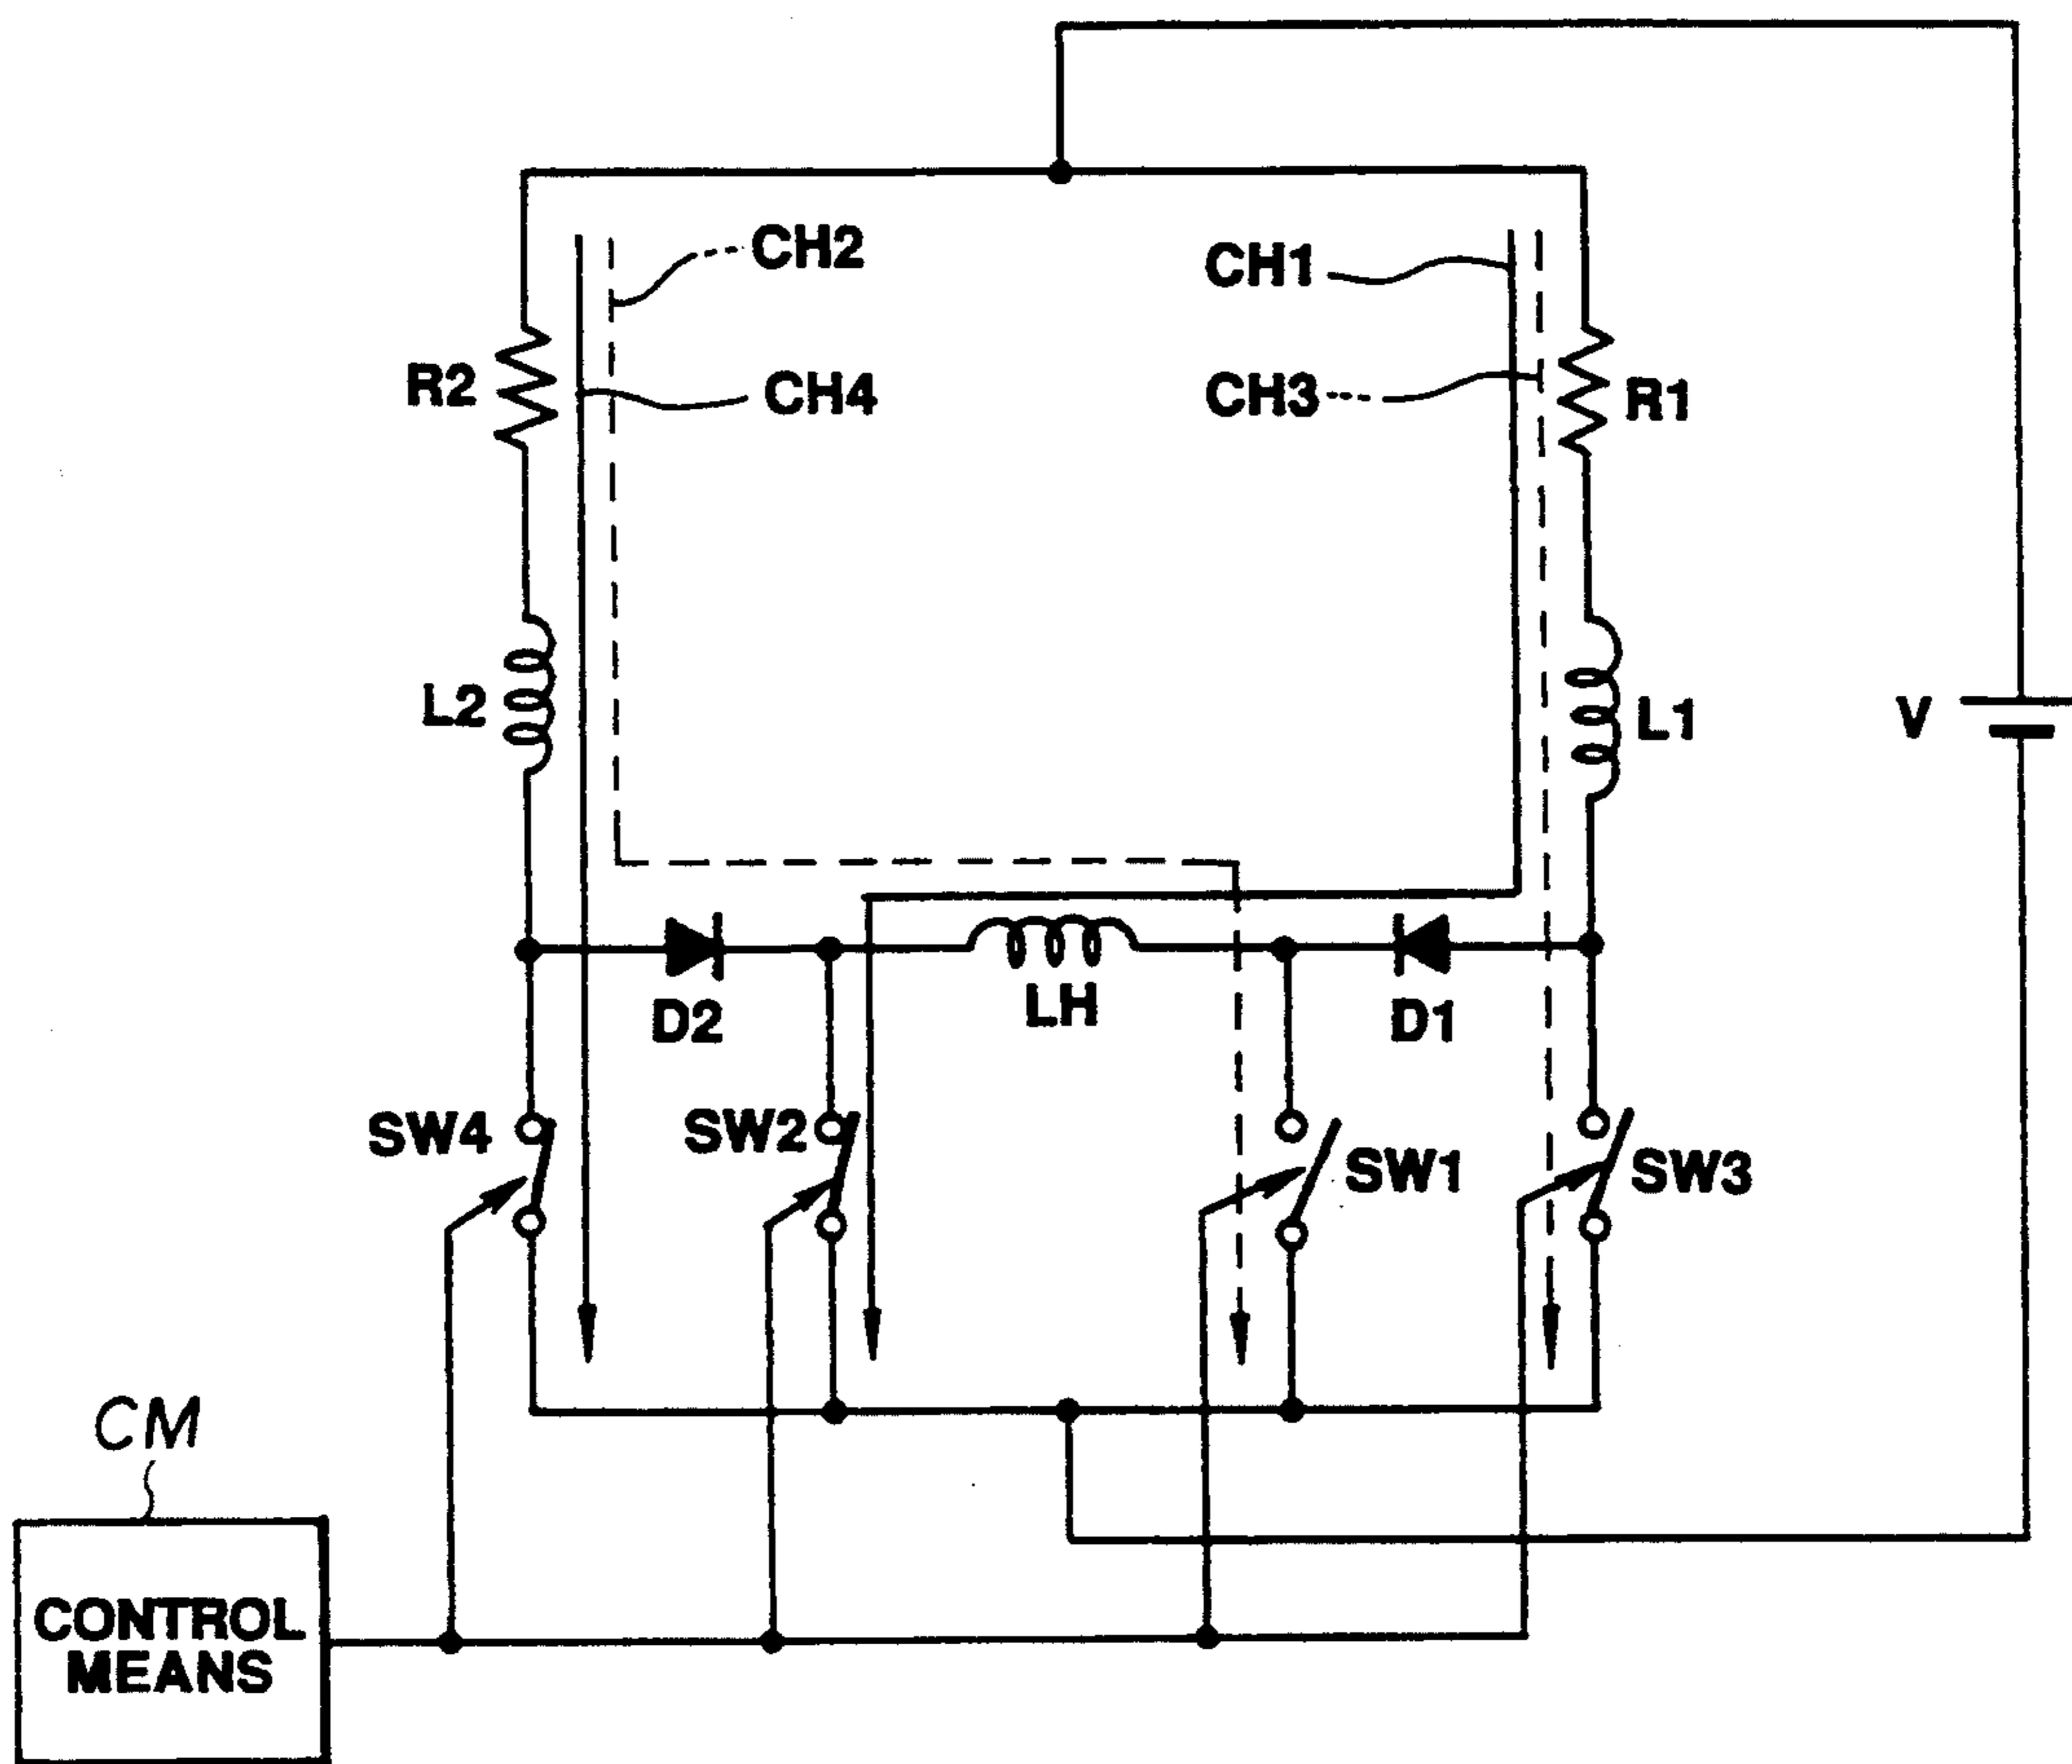 CH2
CH1
R2
CH4
CH3
R1
L2
L1
V
D2
LH
D1
SW4
SW2
SW1
SW3
CM
CONTROL
MEANS